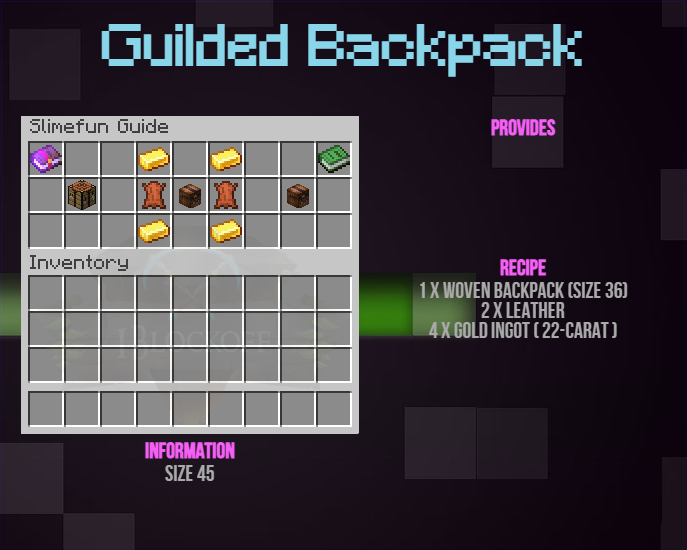 Guilded Backpack
Slimefun Guide
PROVIDES
Inventory
RECIPE
1 X WOVEN BACKPACK (SIZE 36)
2 X LEATHER
4 X GOLD INGOT ( 22-CARAT )
INFORMATION
SIZE 45